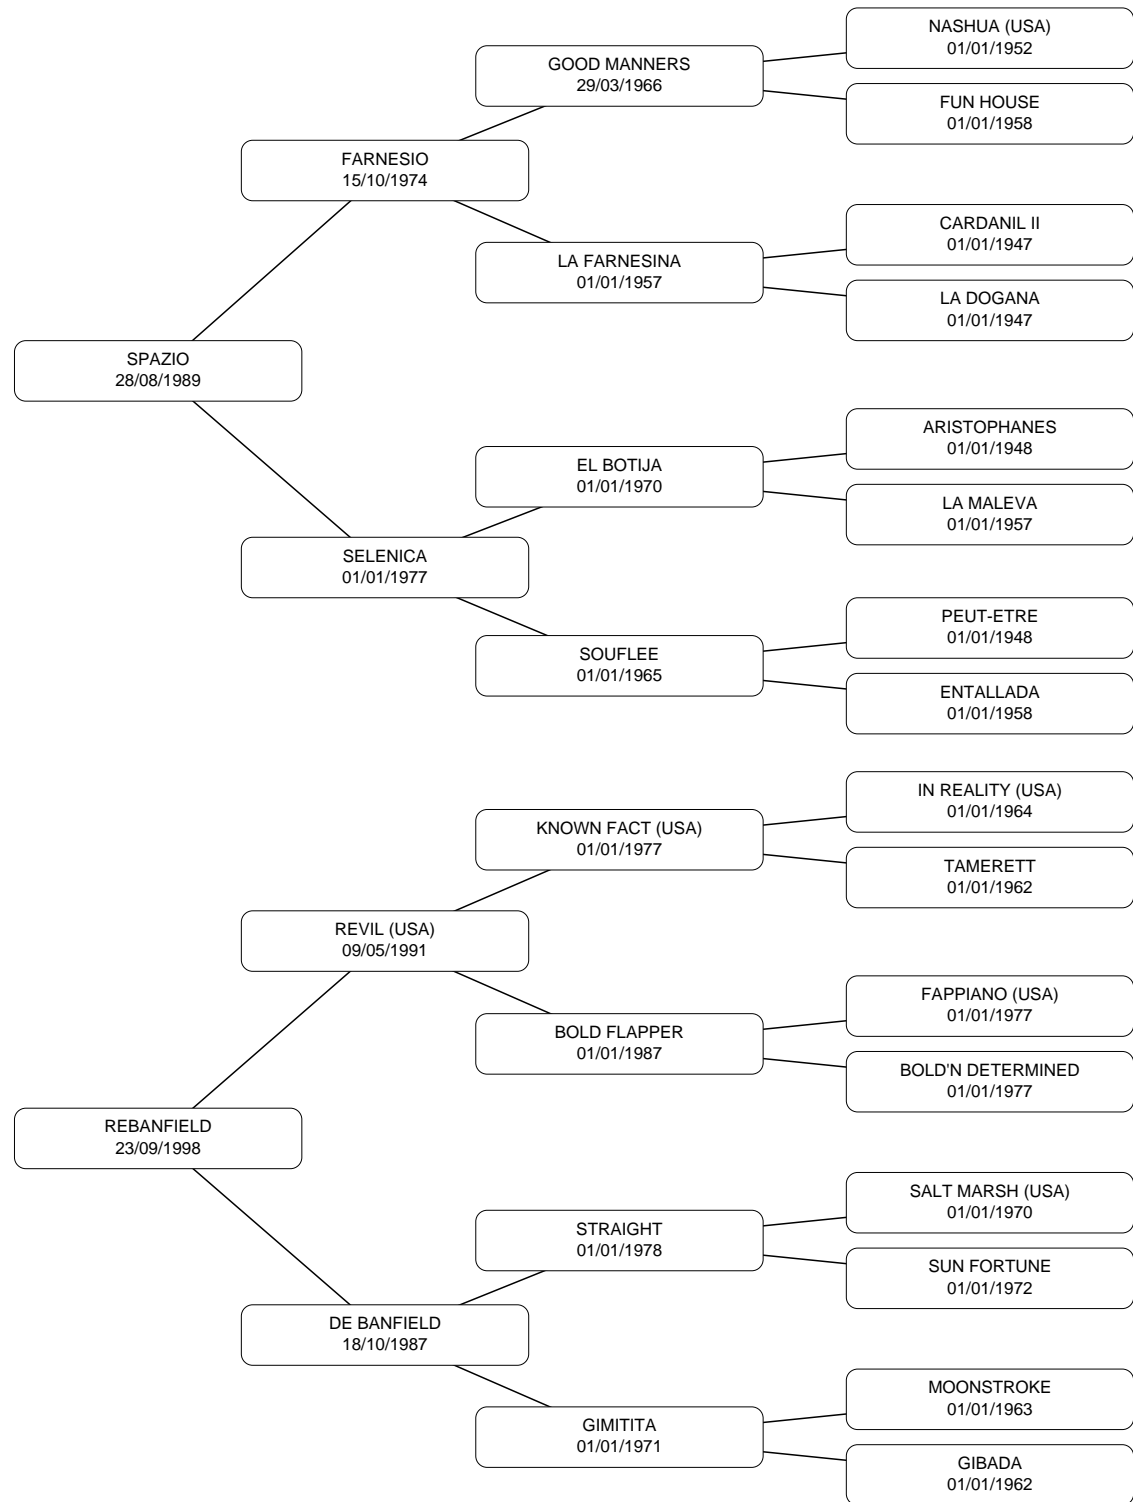 NASHUA (USA)
01/01/1952
GOOD MANNERS
29/03/1966
FUN HOUSE
01/01/1958
FARNESIO
15/10/1974
CARDANIL II
01/01/1947
LA FARNESINA
01/01/1957
LA DOGANA
01/01/1947
SPAZIO
28/08/1989
ARISTOPHANES
01/01/1948
EL BOTIJA
01/01/1970
LA MALEVA
01/01/1957
SELENICA
01/01/1977
PEUT-ETRE
01/01/1948
SOUFLEE
01/01/1965
ENTALLADA
01/01/1958
IN REALITY (USA)
01/01/1964
KNOWN FACT (USA)
01/01/1977
TAMERETT
01/01/1962
REVIL (USA)
09/05/1991
FAPPIANO (USA)
01/01/1977
BOLD FLAPPER
01/01/1987
BOLD'N DETERMINED
01/01/1977
REBANFIELD
23/09/1998
SALT MARSH (USA)
01/01/1970
STRAIGHT
01/01/1978
SUN FORTUNE
01/01/1972
DE BANFIELD
18/10/1987
MOONSTROKE
01/01/1963
GIMITITA
01/01/1971
GIBADA
01/01/1962